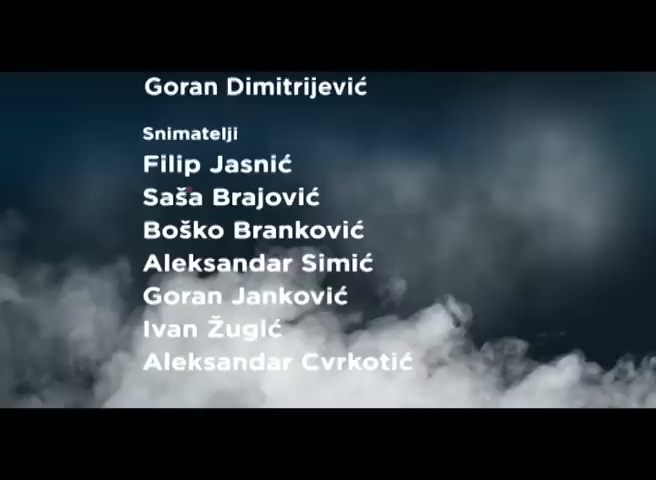 Goran Dimitrijević
Snimatelji
Filip Jasnić
Saša Brajović
Boško Branković
Aleksandar Simić
Goran Janković
Ivan Žugić
Aleksandar Cvrkotić